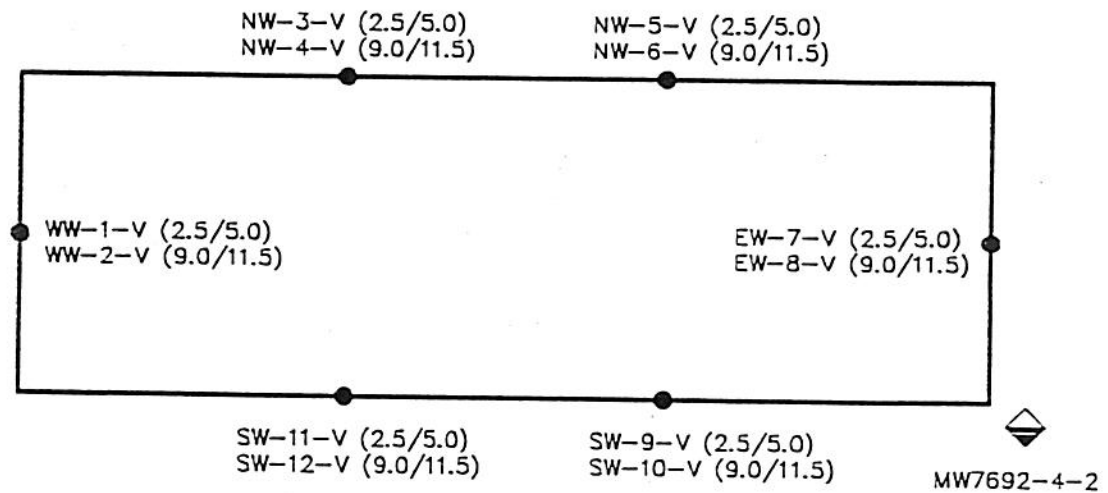 NW-3-V (2.5/5.0)
NW-4-V (9.0/11.5)
NW-5-V (2.5/5.0)
NW-6-V (9.0/11.5)
WW-1-V (2.5/5.0)
WW-2-V (9.0/11.5)
EW-7-V (2.5/5.0)
EW-8-V (9.0/11.5)
SW-11-V (2.5/5.0)
SW-12-V (9.0/11.5)
SW-9-V (2.5/5.0)
SW-10-V (9.0/11.5)
MW7692-4-2